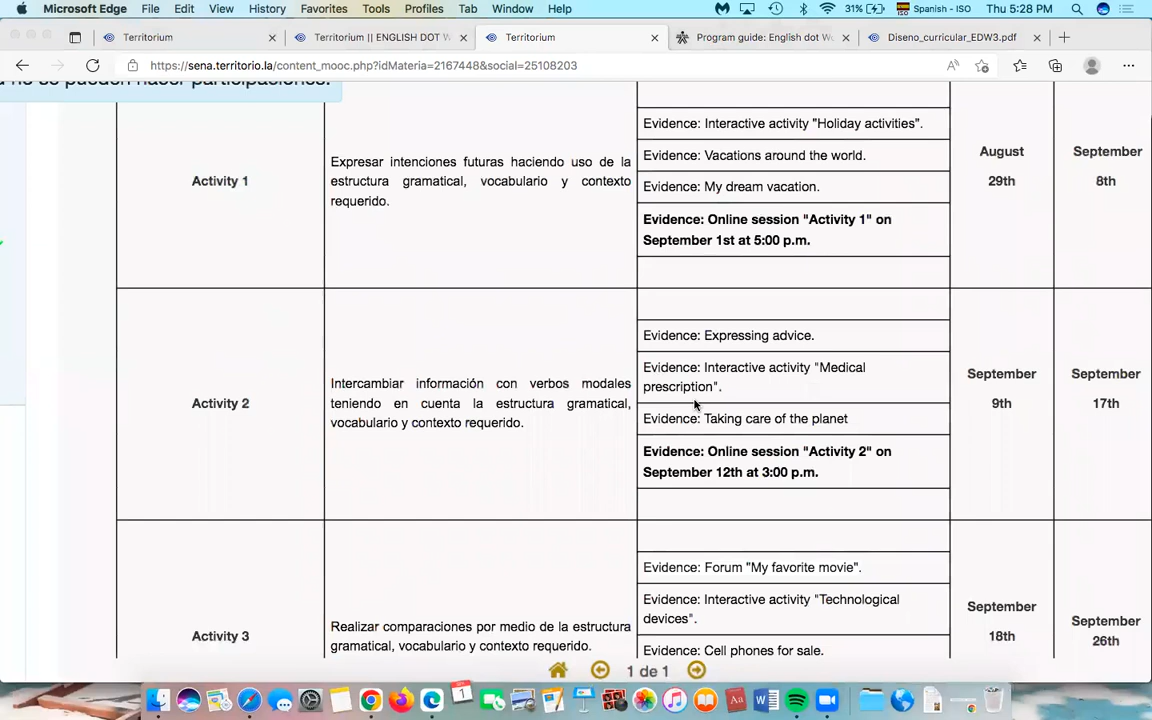 Microsoft Edge File Edit View History Favorites Tools Profiles Tab Window Help 31% Spanish - ISO Thu 5:28 PM
Territorium Territorium || ENGLISH DOT W Territorium Program guide: English dot Wo Diseno_curricular_EDW3.pdf
https://sena.territorio.la/content_mooc.php?idMateria=2167448&social=25108203
no se pueden hacer participaciones.
Activity 1
Expresar intenciones futuras haciendo uso de la
estructura gramatical, vocabulario y contexto
requerido.
Evidence: Interactive activity "Holiday activities".
Evidence: Vacations around the world.
Evidence: My dream vacation.
Evidence: Online session "Activity 1" on
September 1st at 5:00 p.m.
August
29th
September
8th
Activity 2
Intercambiar información con verbos modales
teniendo en cuenta la estructura gramatical,
vocabulario y contexto requerido.
Evidence: Expressing advice.
Evidence: Interactive activity "Medical
prescription".
Evidence: Taking care of the planet
Evidence: Online session "Activity 2" on
September 12th at 3:00 p.m.
September
9th
September
17th
Activity 3
Realizar comparaciones por medio de la estructura
gramatical, vocabulario y contexto requerido.
Evidence: Forum "My favorite movie".
Evidence: Interactive activity "Technological
devices".
Evidence: Cell phones for sale.
September
18th
September
26th
1 de 1